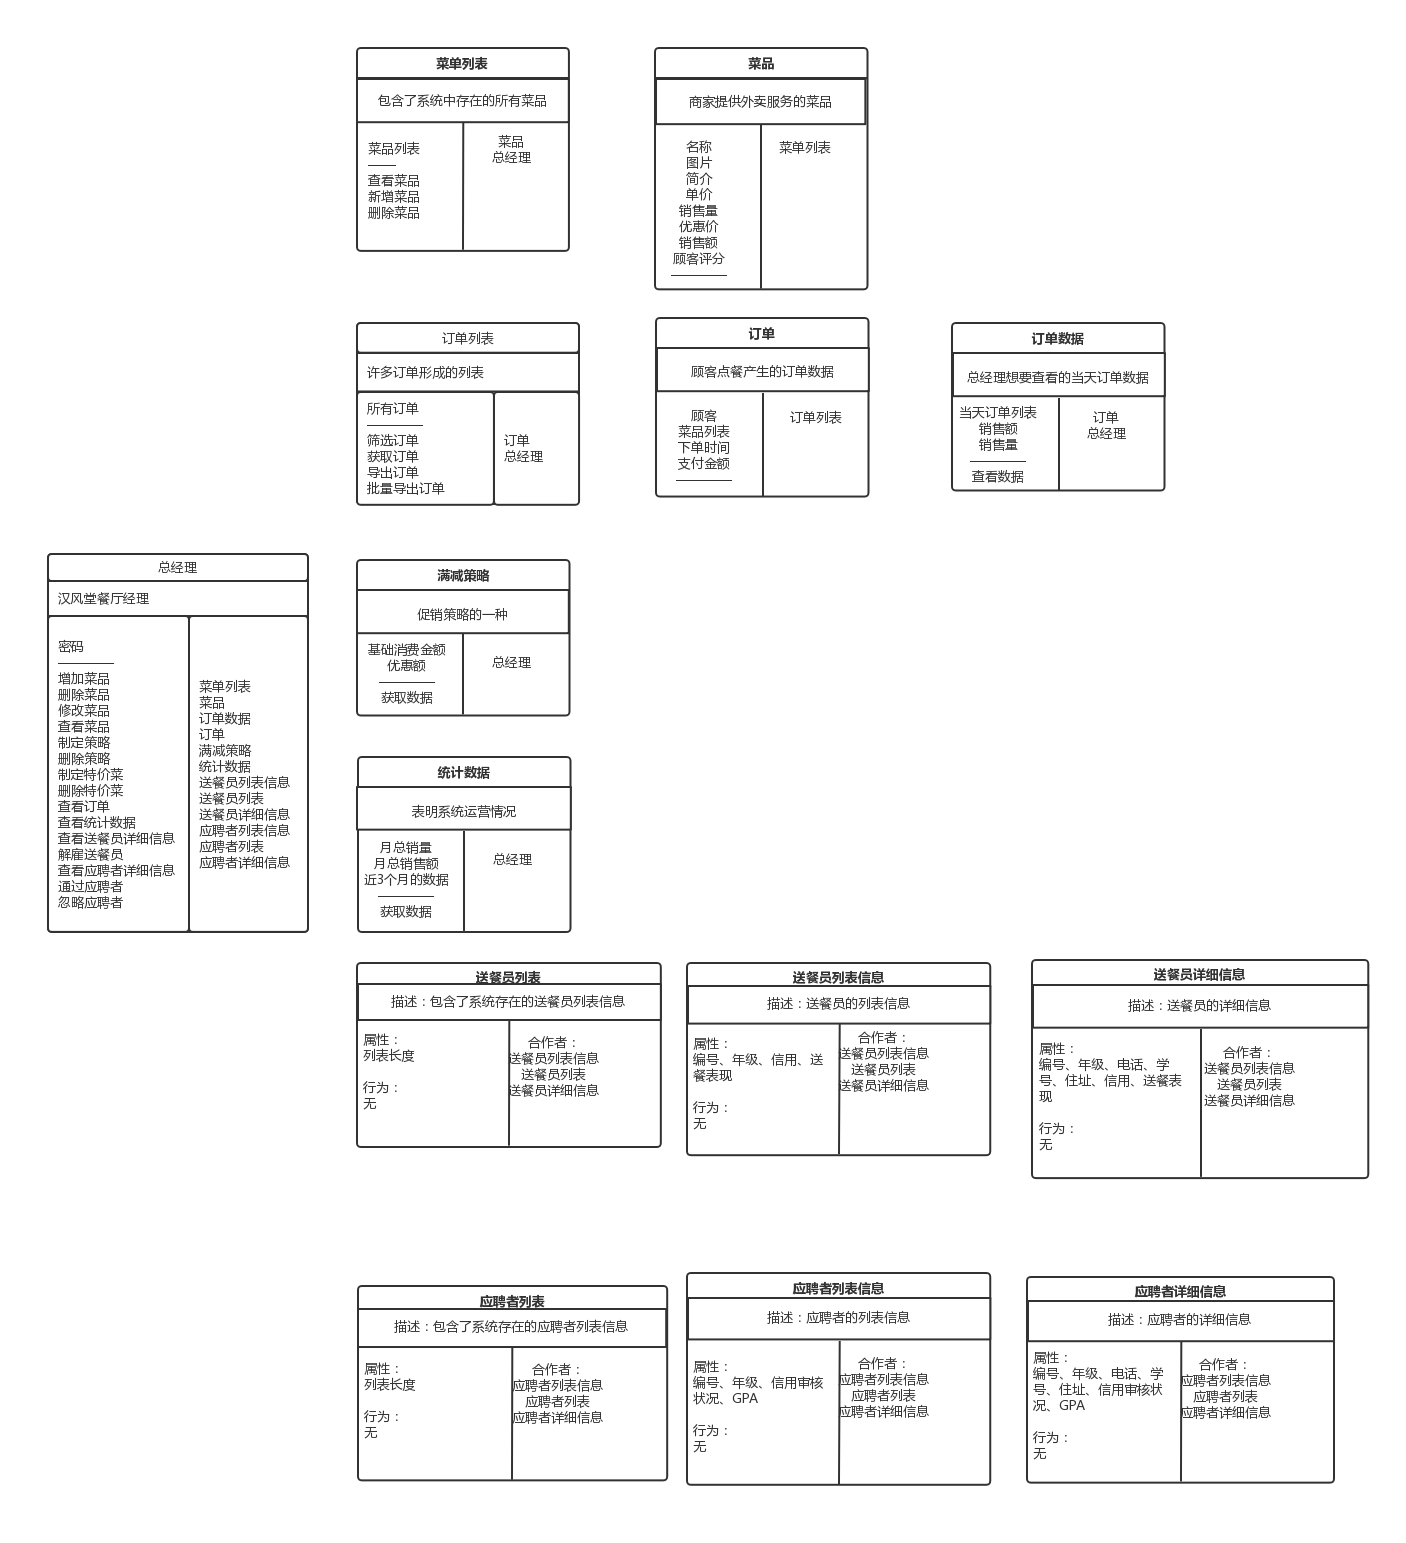 菜单列表
包含了系统中存在的所有菜品
菜品列表
查看菜品
新增菜品
删除菜品
菜品
总经理
菜品
商家提供外卖服务的菜品
名称
图片
简介
单价
销售量
优惠价
销售额
顾客评分
菜单列表
订单列表
许多订单形成的列表
所有订单
筛选订单
获取订单
导出订单
批量导出订单
订单
总经理
订单
顾客点餐产生的订单数据
顾客
菜品列表
下单时间
支付金额
订单列表
订单数据
总经理想要查看的当天订单数据
当天订单列表
销售额
销售量
查看数据
订单
总经理
总经理
汉风堂餐厅经理
密码
增加菜品
删除菜品
修改菜品
查看菜品
制定策略
删除策略
制定特价菜
删除特价菜
查看订单
查看统计数据
查看送餐员详细信息
解雇送餐员
查看应聘者详细信息
通过应聘者
忽略应聘者
菜单列表
菜品
订单数据
订单
满减策略
统计数据
送餐员列表信息
送餐员列表
送餐员详细信息
应聘者列表信息
应聘者列表
应聘者详细信息
满减策略
促销策略的一种
基础消费金额
优惠额
获取数据
总经理
统计数据
表明系统运营情况
月总销量
月总销售额
近3个月的数据
获取数据
总经理
送餐员列表
描述：包含了系统存在的送餐员列表信息
属性：
列表长度
行为：
无
合作者：
送餐员列表信息
送餐员列表
送餐员详细信息
送餐员列表信息
描述：送餐员的列表信息
属性：
编号、年级、信用、送
餐表现
行为：
无
合作者：
送餐员列表信息
送餐员列表
送餐员详细信息
送餐员详细信息
描述：送餐员的详细信息
属性：
编号、年级、电话、学
号、住址、信用、送餐表
现
行为：
无
合作者：
送餐员列表信息
送餐员列表
送餐员详细信息
应聘者列表
描述：包含了系统存在的应聘者列表信息
属性：
列表长度
行为：
无
合作者：
应聘者列表信息
应聘者列表
应聘者详细信息
应聘者列表信息
描述：应聘者的列表信息
属性：
编号、年级、信用审核
状况、GPA
行为：
无
合作者：
应聘者列表信息
应聘者列表
应聘者详细信息
应聘者详细信息
描述：应聘者的详细信息
属性：
编号、年级、电话、学
号、住址、信用审核状
况、GPA
行为：
无
合作者：
应聘者列表信息
应聘者列表
应聘者详细信息